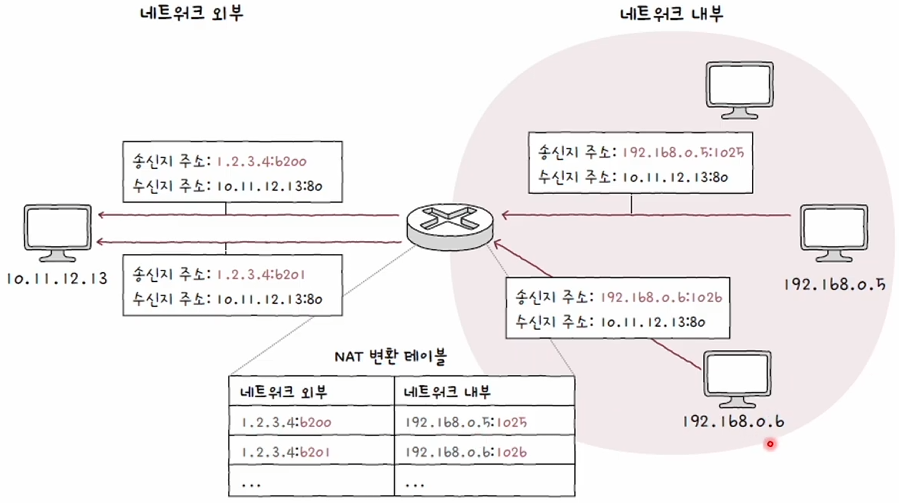 네트워크 외부
네트워크 내부
송신지 주소: 1.2.3.4:6200
수신지 주소: 10.11.12.13:80
송신지 주소: 192.168.0.5:1025
수신지 주소: 10.11.12.13:80
10.11.12.13
192.168.0.5
송신지 주소: 1.2.3.4:6201
수신지 주소: 10.11.12.13:80
송신지 주소: 192.168.0.6:1026
수신지 주소: 10.11.12.13:80
192.168.0.6
NAT 변환 테이블
네트워크 외부 네트워크 내부
1.2.3.4:6200 192.168.0.5:1025
1.2.3.4:6201 192.168.0.6:1026
... ...